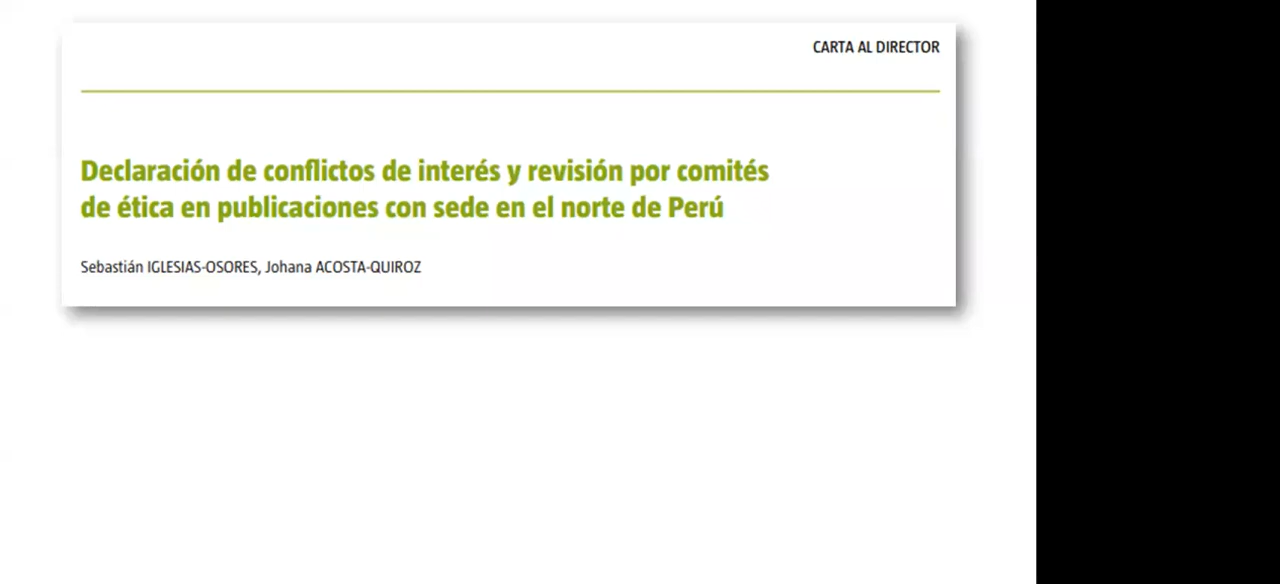 CARTA AL DIRECTOR
Declaración de conflictos de interés y revisión por comités
de ética en publicaciones con sede en el norte de Perú
Sebastián IGLESIAS-OSORES, Johana ACOSTA-QUIROZ